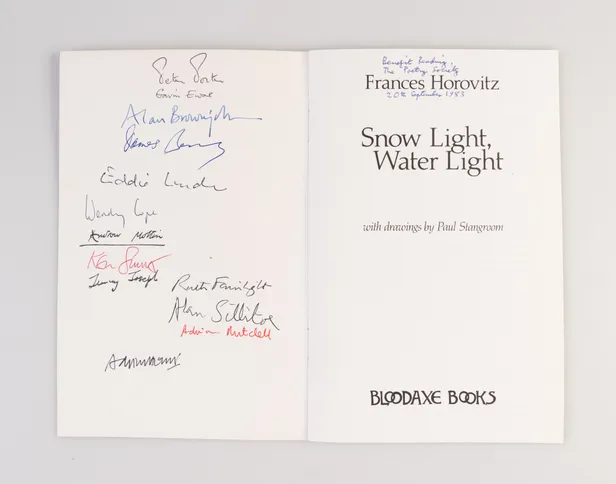 Peter Porter
Gavin Ewart
Alan Brownjohn
James Berry
Eddie Linden
Wendy Cope
Andrew Motion
Ken Smith
Jenny Joseph
Ruth Fainlight
Alan Sillitoe
Adrian Mitchell
Benefit Reading,
The Poetry Society
Frances Horovitz
20th September 1983
Snow Light,
Water Light
with drawings by Paul Stangroom
BLOODAXE BOOKS